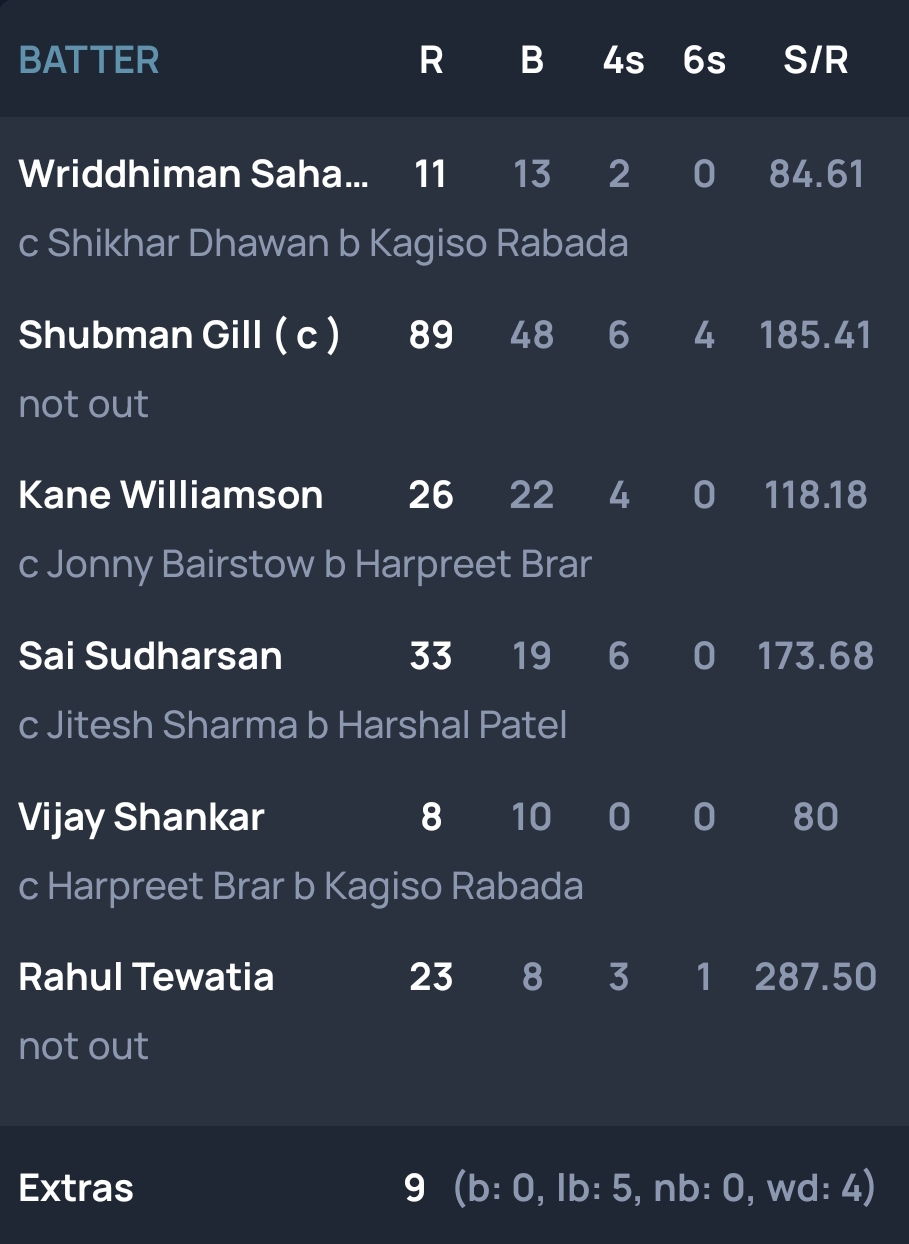 BATTER R B 4s 6s S/R
Wriddhiman Saha... 11 13 2 0 84.61
c Shikhar Dhawan b Kagiso Rabada
Shubman Gill ( c ) 89 48 6 4 185.41
not out
Kane Williamson 26 22 4 0 118.18
c Jonny Bairstow b Harpreet Brar
Sai Sudharsan 33 19 6 0 173.68
c Jitesh Sharma b Harshal Patel
Vijay Shankar 8 10 0 0 80
c Harpreet Brar b Kagiso Rabada
Rahul Tewatia 23 8 3 1 287.50
not out
Extras 9 (b: 0, lb: 5, nb: 0, wd: 4)